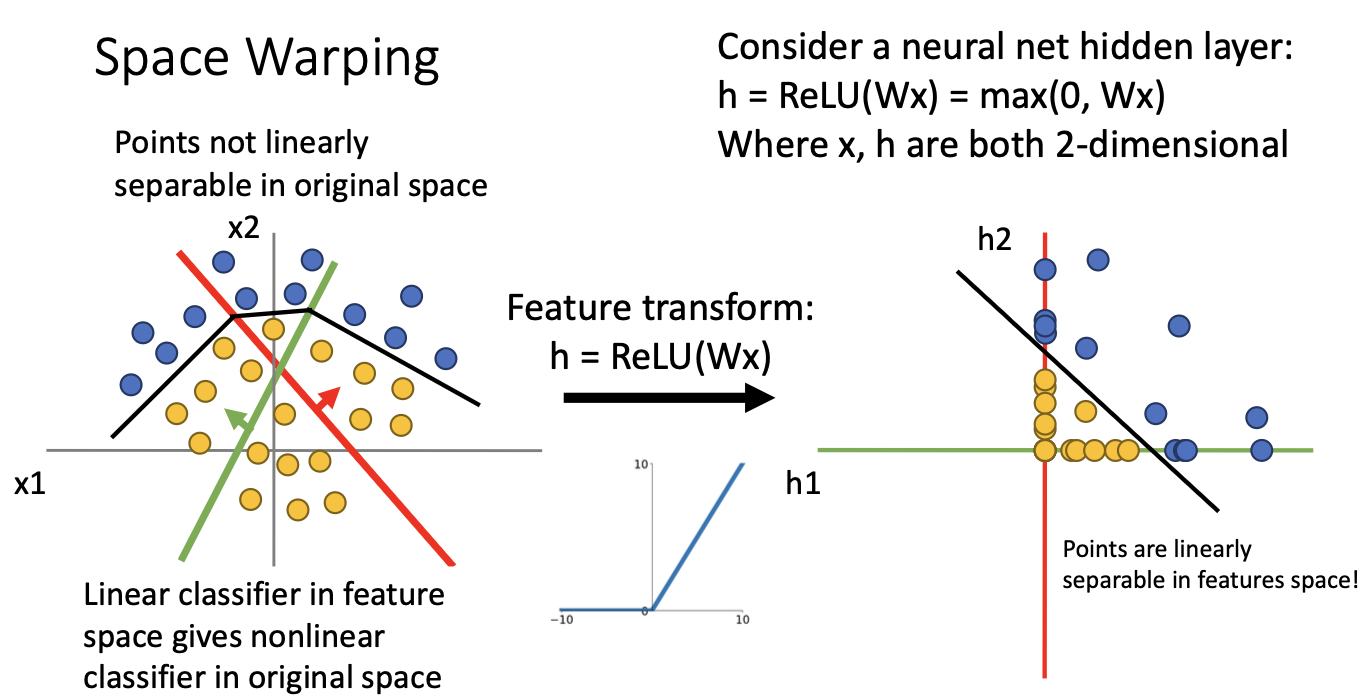 Space Warping
Consider a neural net hidden layer:
h = ReLU(Wx) = max(0, Wx)
Where x, h are both 2-dimensional
Points not linearly
separable in original space
x2
x1
Feature transform:
h = ReLU(Wx)
10
0
−10
10
h2
h1
Points are linearly
separable in features space!
Linear classifier in feature
space gives nonlinear
classifier in original space